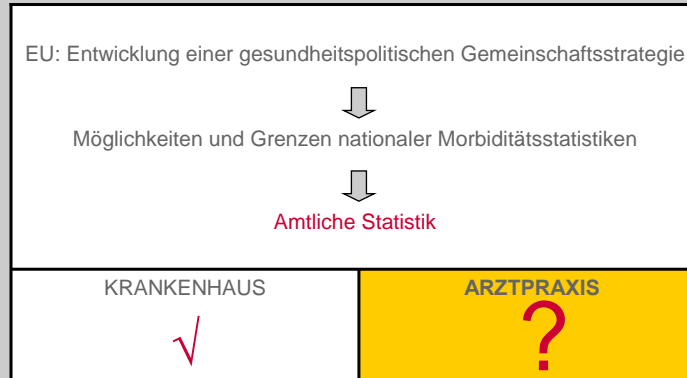 EU: Entwicklung einer gesundheitspolitischen Gemeinschaftsstrategie
Möglichkeiten und Grenzen nationaler Morbiditätsstatistiken
Amtliche Statistik
KRANKENHAUS
√
ARZTPRAXIS
?